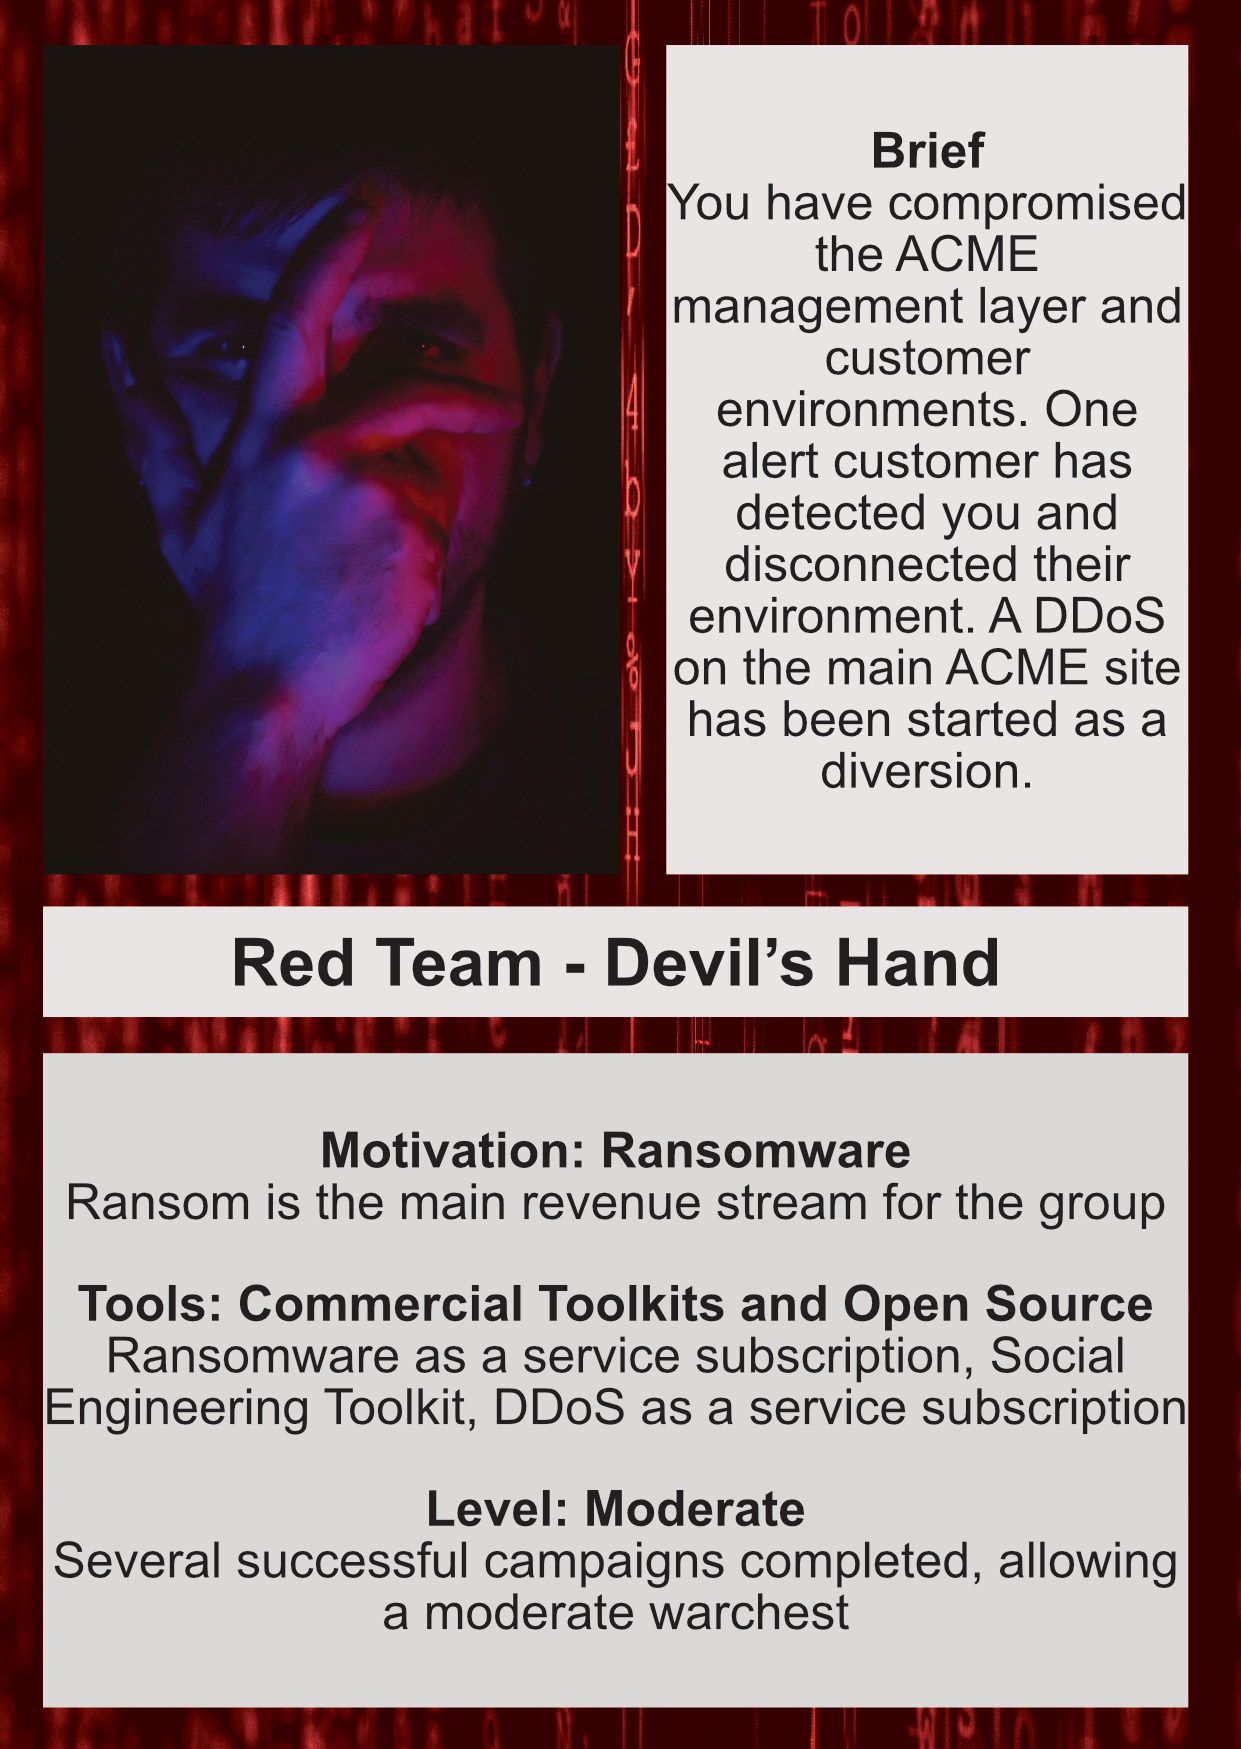 Brief
You have compromised
the ACME
management layer and
customer
environments. One
alert customer has
detected you and
disconnected their
environment. A DDoS
on the main ACME site
has been started as a
diversion.
Red Team - Devil’s Hand
Motivation: Ransomware
Ransom is the main revenue stream for the group
Tools: Commercial Toolkits and Open Source
Ransomware as a service subscription, Social
Engineering Toolkit, DDoS as a service subscription
Level: Moderate
Several successful campaigns completed, allowing
a moderate warchest